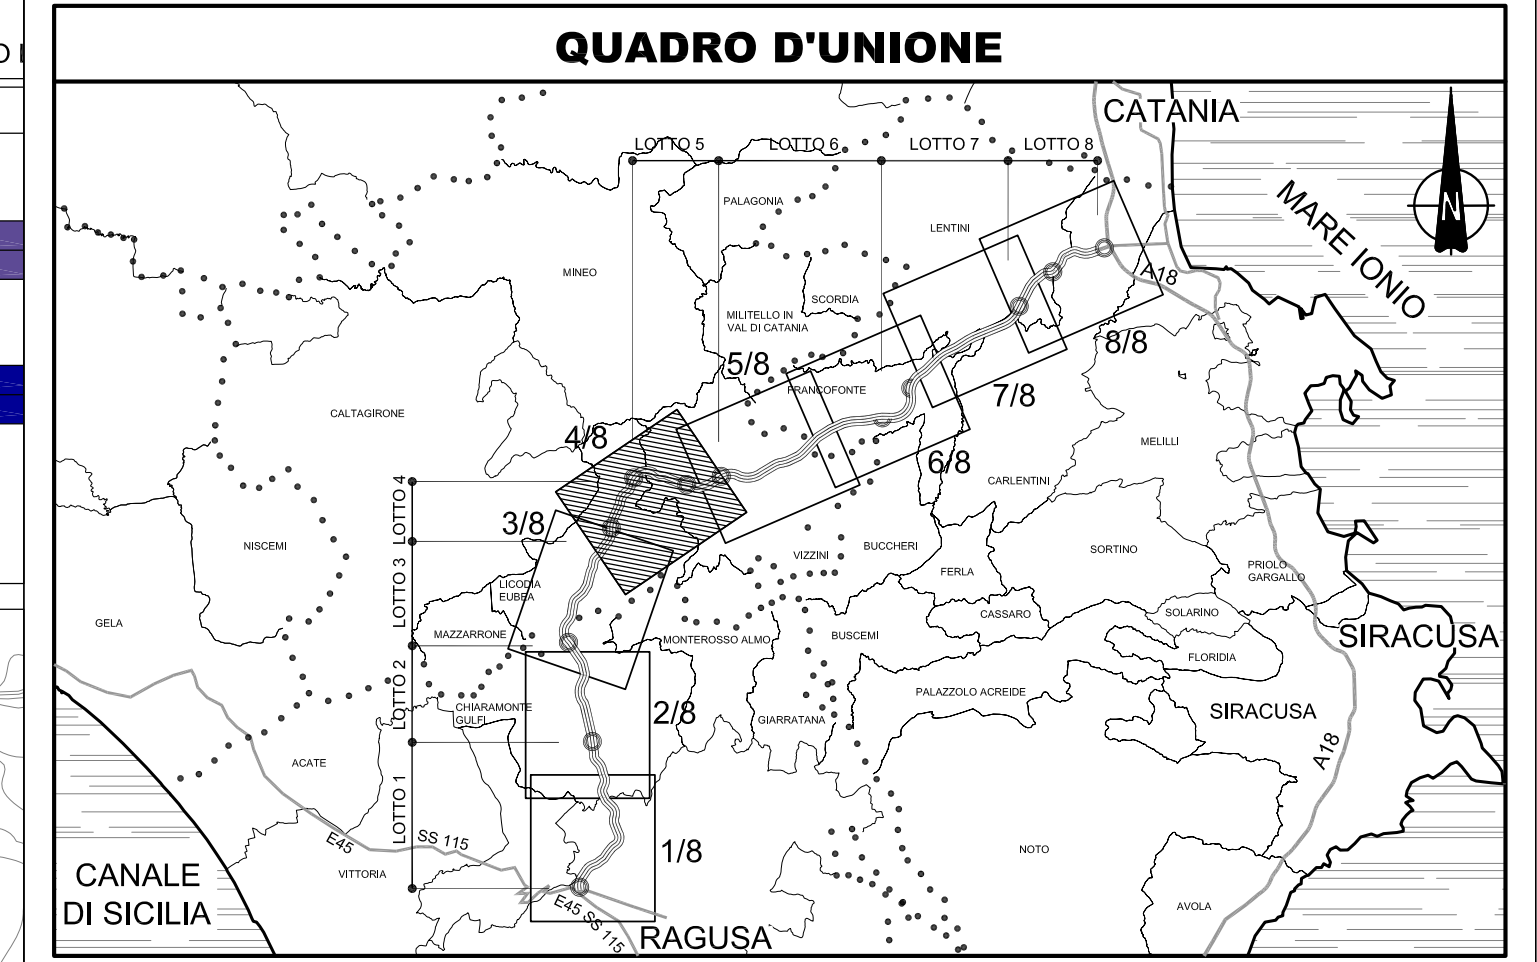 QUADRO D'UNIONE
CATANIA
LOTTO 5
LOTTO 6
LOTTO 7
LOTTO 8
MARE IONIO
N
PALAGONIA
LENTINI
MINEO
A18
SCORDIA
MILITELLO IN
VAL DI CATANIA
8/8
5/8
FRANCOFONTE
7/8
CALTAGIRONE
4/8
MELILLI
6/8
CARLENTINI
LOTTO 4
3/8
NISCEMI
VIZZINI
BUCCHERI
SORTINO
LOTTO 3
FERLA
PRIOLO
GARGALLO
LICODIA
EUBEA
CASSARO
SOLARINO
GELA
MAZZARRONE
MONTEROSSO ALMO
BUSCEMI
SIRACUSA
FLORIDIA
LOTTO 2
PALAZZOLO ACREIDE
CHIARAMONTE
GULFI
2/8
GIARRATANA
SIRACUSA
A18
ACATE
LOTTO 1
E45
SS 115
1/8
NOTO
CANALE
DI SICILIA
VITTORIA
E45 SS 115
AVOLA
RAGUSA